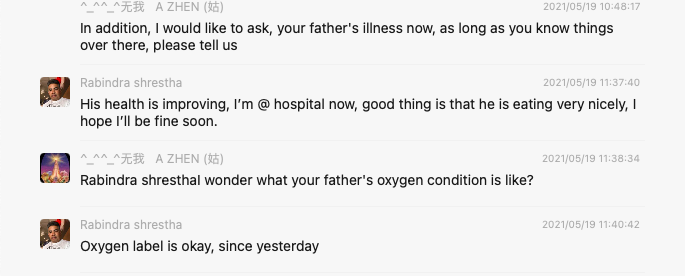 ^_^^_^无我 A ZHEN (姑) 2021/05/19 10:48:17
In addition, I would like to ask, your father's illness now, as long as you know things
over there, please tell us
Rabindra shrestha 2021/05/19 11:37:40
His health is improving, I’m @ hospital now, good thing is that he is eating very nicely, I
hope I’ll be fine soon.
^_^^_^无我 A ZHEN (姑) 2021/05/19 11:38:34
Rabindra shresthaI wonder what your father's oxygen condition is like?
Rabindra shrestha 2021/05/19 11:40:42
Oxygen label is okay, since yesterday